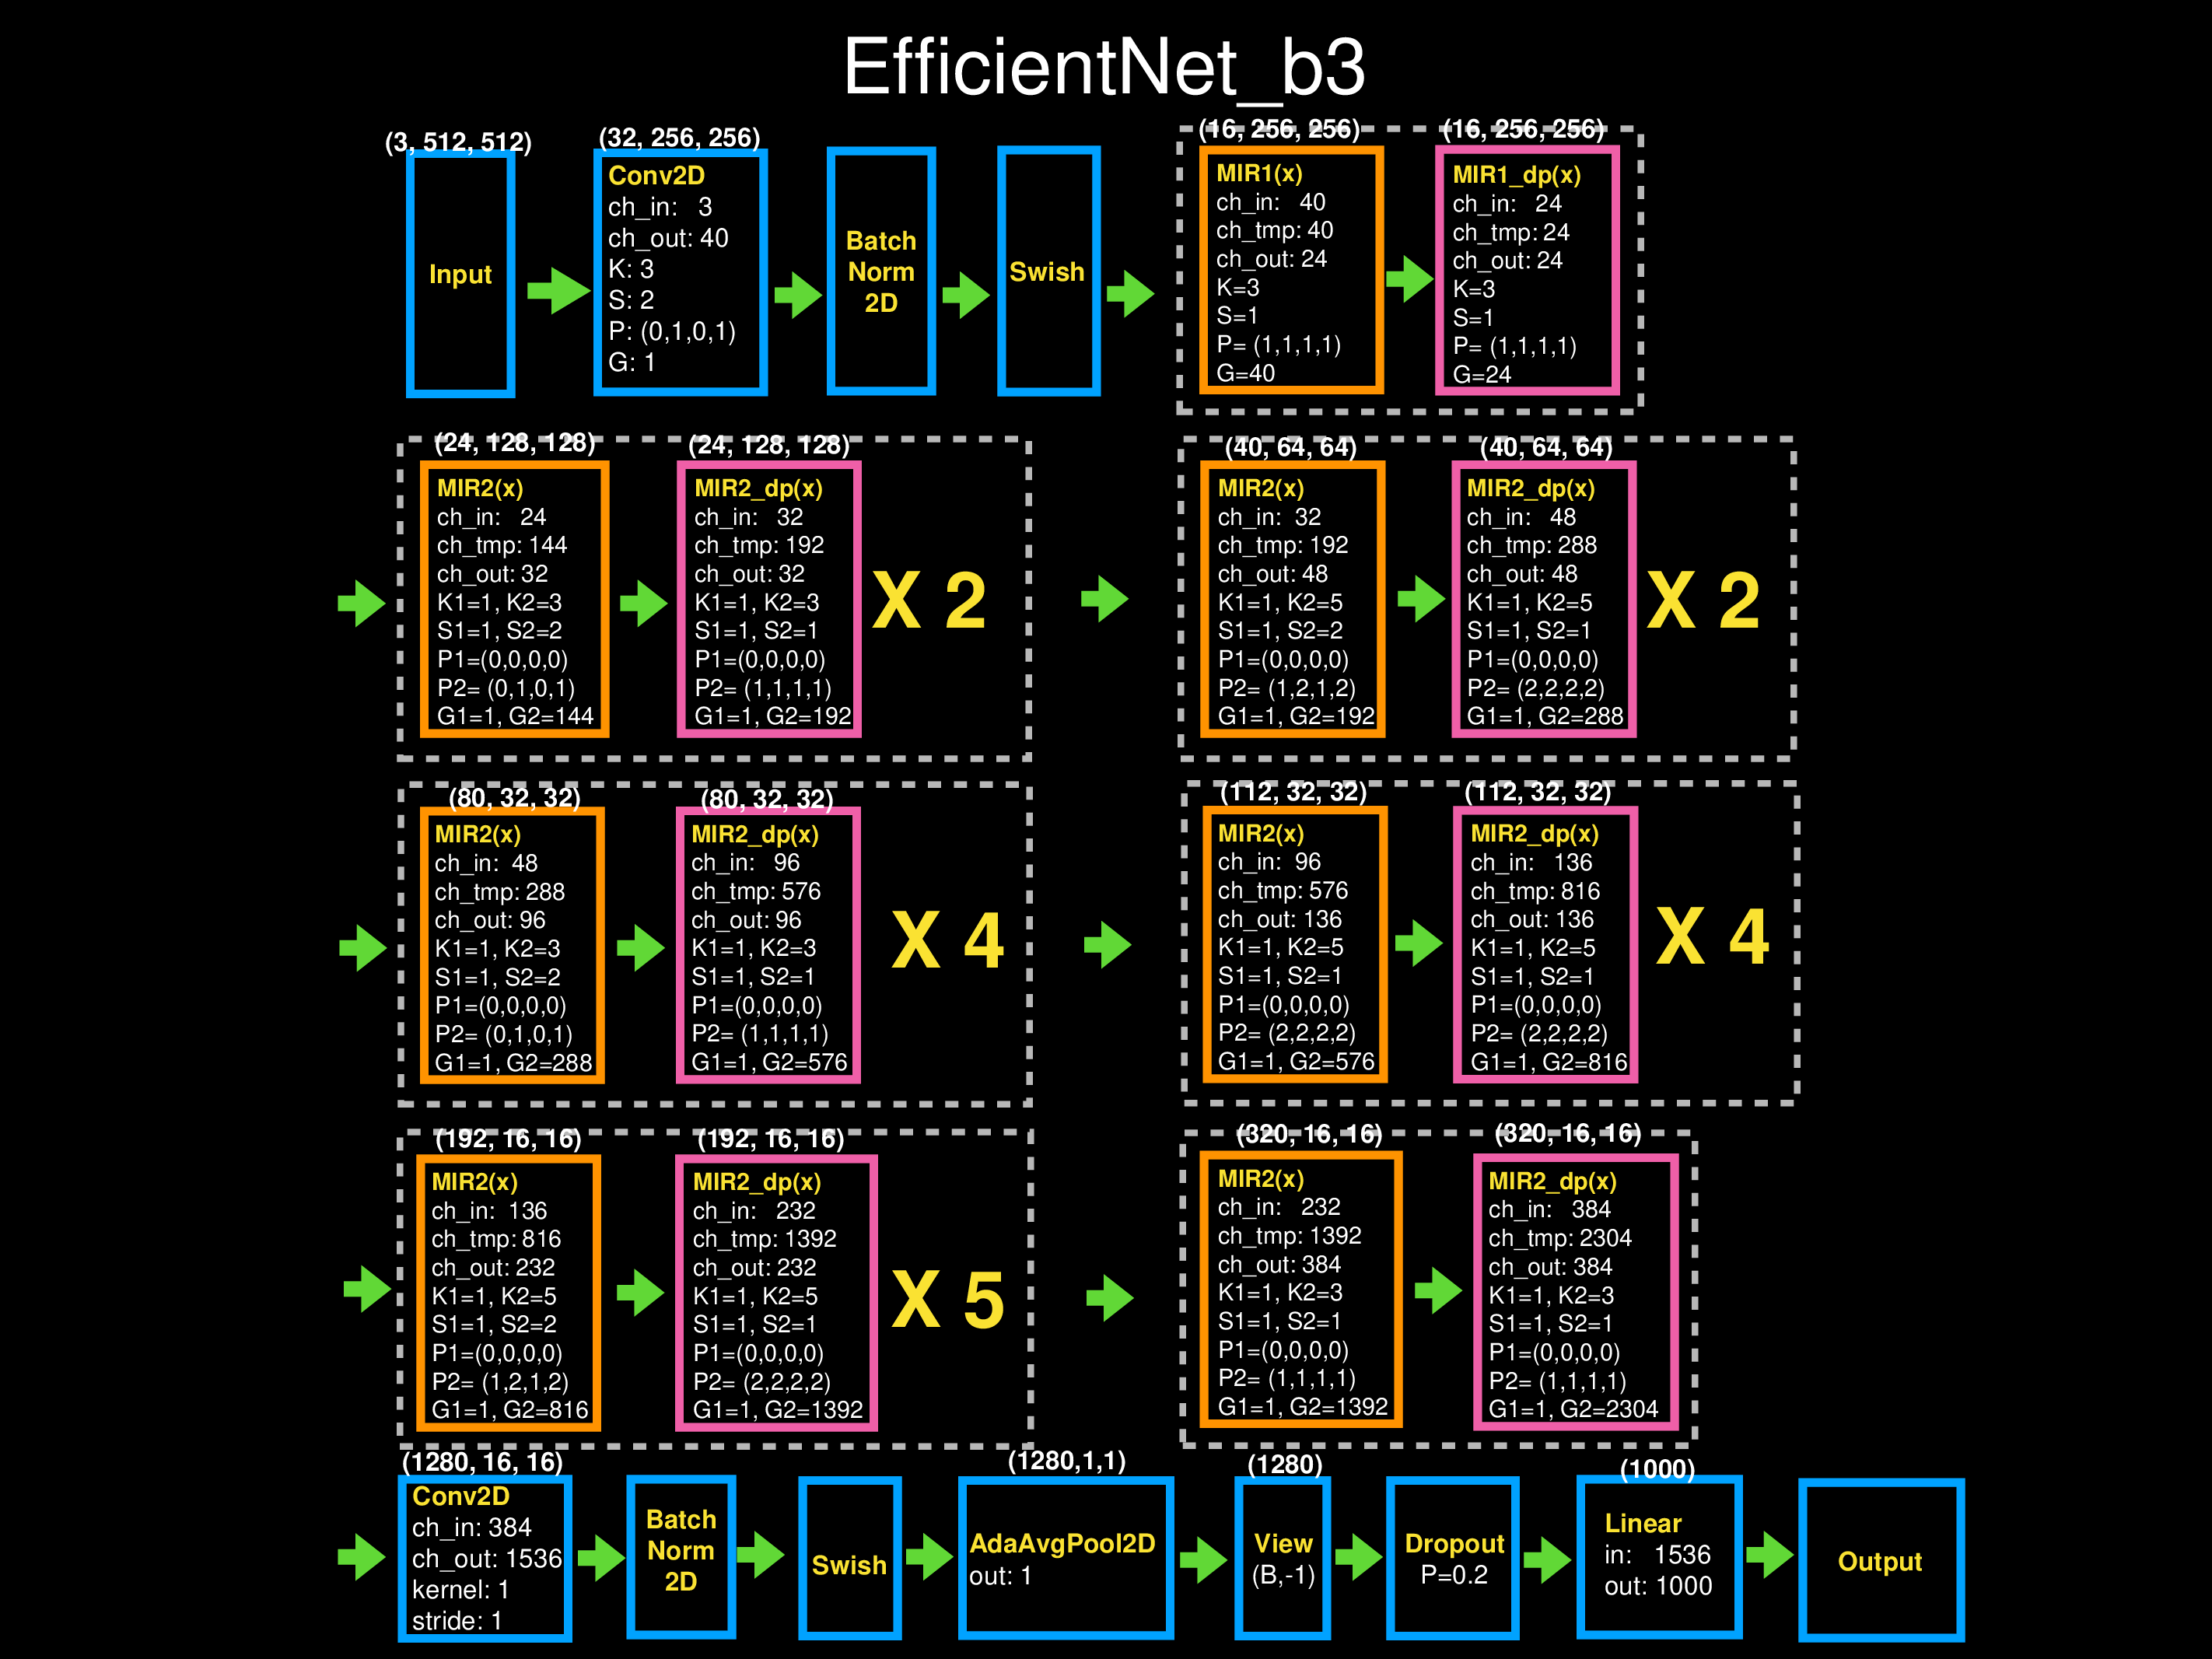 EfficientNet_b3
(3, 512, 512)
Input
(32, 256, 256)
Conv2D
ch_in: 3
ch_out: 40
K: 3
S: 2
P: (0,1,0,1)
G: 1
Batch
Norm
2D
Swish
(16, 256, 256)
MIR1(x)
ch_in: 40
ch_tmp: 40
ch_out: 24
K=3
S=1
P= (1,1,1,1)
G=40
(16, 256, 256)
MIR1_dp(x)
ch_in: 24
ch_tmp: 24
ch_out: 24
K=3
S=1
P= (1,1,1,1)
G=24
(24, 128, 128)
MIR2(x)
ch_in: 24
ch_tmp: 144
ch_out: 32
K1=1, K2=3
S1=1, S2=2
P1=(0,0,0,0)
P2= (0,1,0,1)
G1=1, G2=144
(24, 128, 128)
MIR2_dp(x)
ch_in: 32
ch_tmp: 192
ch_out: 32
K1=1, K2=3
S1=1, S2=1
P1=(0,0,0,0)
P2= (1,1,1,1)
G1=1, G2=192
X 2
(40, 64, 64)
MIR2(x)
ch_in: 32
ch_tmp: 192
ch_out: 48
K1=1, K2=5
S1=1, S2=2
P1=(0,0,0,0)
P2= (1,2,1,2)
G1=1, G2=192
(40, 64, 64)
MIR2_dp(x)
ch_in: 48
ch_tmp: 288
ch_out: 48
K1=1, K2=5
S1=1, S2=1
P1=(0,0,0,0)
P2= (2,2,2,2)
G1=1, G2=288
X 2
(80, 32, 32)
MIR2(x)
ch_in: 48
ch_tmp: 288
ch_out: 96
K1=1, K2=3
S1=1, S2=2
P1=(0,0,0,0)
P2= (0,1,0,1)
G1=1, G2=288
(80, 32, 32)
MIR2_dp(x)
ch_in: 96
ch_tmp: 576
ch_out: 96
K1=1, K2=3
S1=1, S2=1
P1=(0,0,0,0)
P2= (1,1,1,1)
G1=1, G2=576
X 4
(112, 32, 32)
MIR2(x)
ch_in: 96
ch_tmp: 576
ch_out: 136
K1=1, K2=5
S1=1, S2=1
P1=(0,0,0,0)
P2= (2,2,2,2)
G1=1, G2=576
(112, 32, 32)
MIR2_dp(x)
ch_in: 136
ch_tmp: 816
ch_out: 136
K1=1, K2=5
S1=1, S2=1
P1=(0,0,0,0)
P2= (2,2,2,2)
G1=1, G2=816
X 4
(192, 16, 16)
MIR2(x)
ch_in: 136
ch_tmp: 816
ch_out: 232
K1=1, K2=5
S1=1, S2=2
P1=(0,0,0,0)
P2= (1,2,1,2)
G1=1, G2=816
(192, 16, 16)
MIR2_dp(x)
ch_in: 232
ch_tmp: 1392
ch_out: 232
K1=1, K2=5
S1=1, S2=1
P1=(0,0,0,0)
P2= (2,2,2,2)
G1=1, G2=1392
X 5
(320, 16, 16)
MIR2(x)
ch_in: 232
ch_tmp: 1392
ch_out: 384
K1=1, K2=3
S1=1, S2=1
P1=(0,0,0,0)
P2= (1,1,1,1)
G1=1, G2=1392
(320, 16, 16)
MIR2_dp(x)
ch_in: 384
ch_tmp: 2304
ch_out: 384
K1=1, K2=3
S1=1, S2=1
P1=(0,0,0,0)
P2= (1,1,1,1)
G1=1, G2=2304
(1280, 16, 16)
Conv2D
ch_in: 384
ch_out: 1536
kernel: 1
stride: 1
Batch
Norm
2D
Swish
(1280,1,1)
AdaAvgPool2D
out: 1
(1280)
View
(B,-1)
Dropout
P=0.2
(1000)
Linear
in: 1536
out: 1000
Output